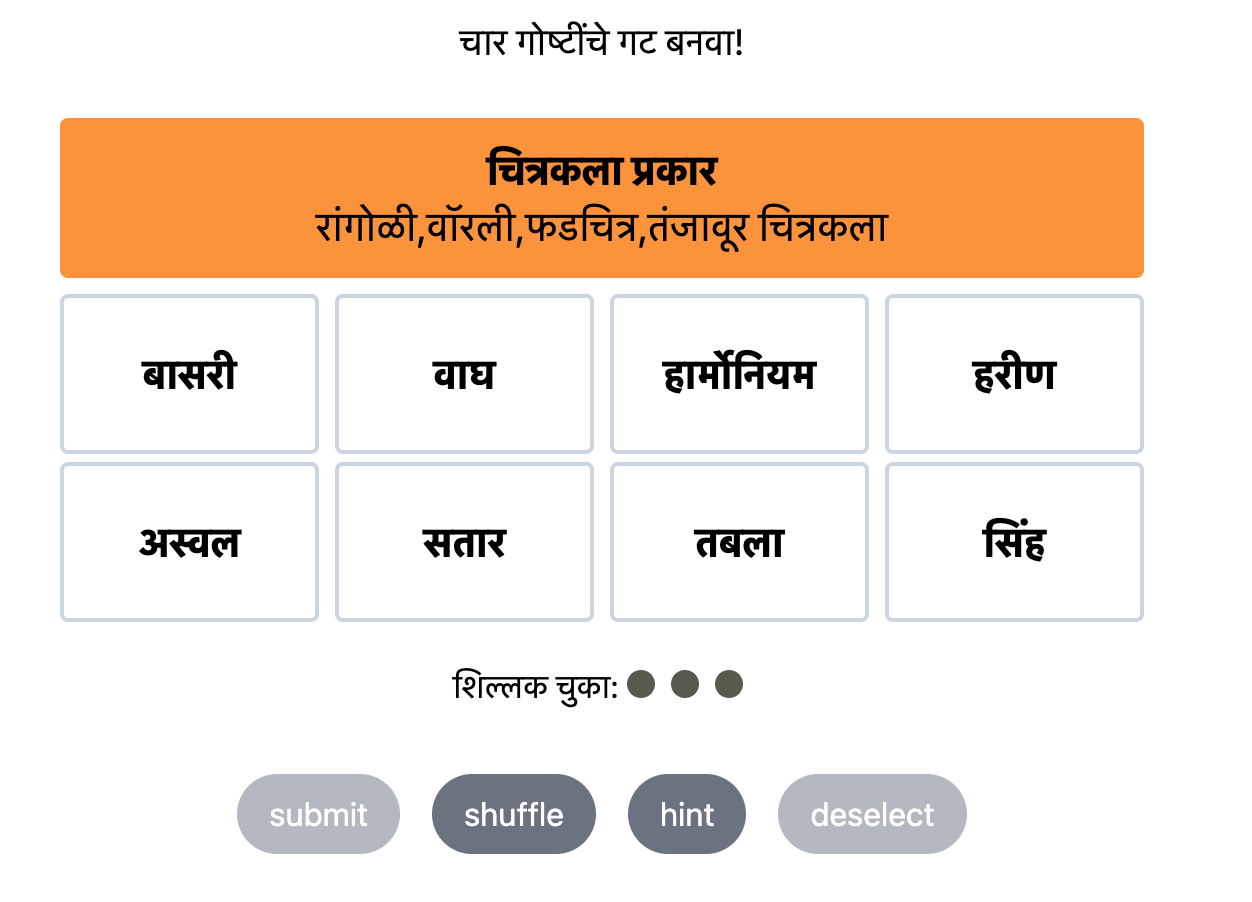 चार गोष्टींचे गट बनवा!
चित्रकला प्रकार
रांगोळी,वॉरली,फडचित्र,तंजावूर चित्रकला
बासरी वाघ हार्मोनियम हरीण
अस्वल सतार तबला सिंह
शिल्लक चुका:
submit shuffle hint deselect